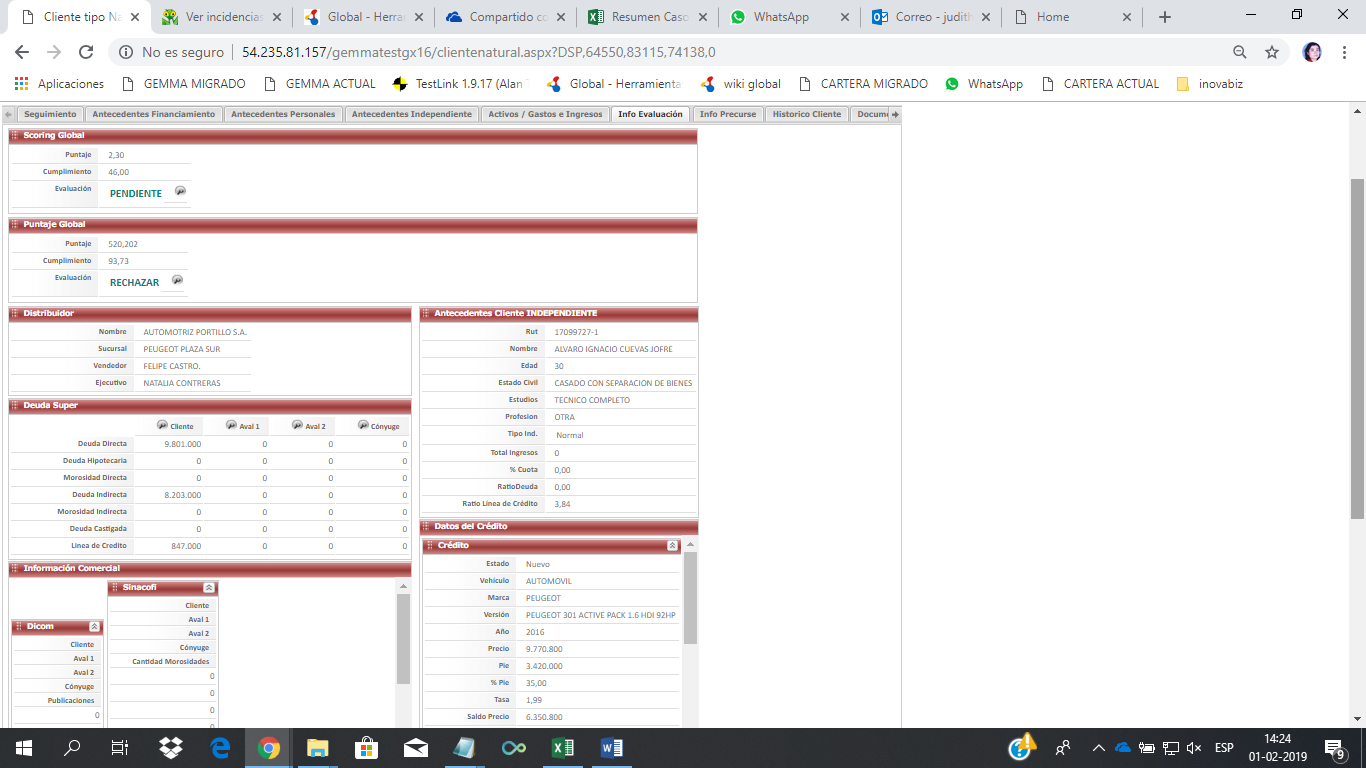 Cliente tipo Na
Ver incidencias
Global - Herran
Compartido co
Resumen Caso
WhatsApp
Correo - judith
Home
No es seguro | 54.235.81.157/gemmatestgx16/clientenatural.aspx?DSP,64550,83115,74138,0
Aplicaciones
GEMMA MIGRADO
GEMMA ACTUAL
TestLink 1.9.17 (Alan
Global - Herramienta
wiki global
CARTERA MIGRADO
WhatsApp
CARTERA ACTUAL
inovabiz
Seguimiento
Antecedentes Financiamiento
Antecedentes Personales
Antecedentes Independiente
Activos / Gastos e Ingresos
Info Evaluación
Info Precurse
Historico Cliente
Docum
Scoring Global
Puntaje 2,30
Cumplimiento 46,00
Evaluación PENDIENTE
Puntaje Global
Puntaje 520,202
Cumplimiento 93,73
Evaluación RECHAZAR
Distribuidor
Nombre AUTOMOTRIZ PORTILLO S.A.
Sucursal PEUGEOT PLAZA SUR
Vendedor FELIPE CASTRO.
Ejecutivo NATALIA CONTRERAS
Deuda Super
Cliente Aval 1 Aval 2 Cónyuge
Deuda Directa 9.801.000 0 0 0
Deuda Hipotecaria 0 0 0 0
Morosidad Directa 0 0 0 0
Deuda Indirecta 8.203.000 0 0 0
Morosidad Indirecta 0 0 0 0
Deuda Castigada 0 0 0 0
Linea de Credito 847.000 0 0 0
Información Comercial
Dicom
Cliente
Aval 1
Aval 2
Cónyuge
Publicaciones
0
Sinacofi
Cliente
Aval 1
Aval 2
Cónyuge
Cantidad Morosidades
0
0
0
0
Antecedentes Cliente INDEPENDIENTE
Rut 17099727-1
Nombre ALVARO IGNACIO CUEVAS JOFRE
Edad 30
Estado Civil CASADO CON SEPARACION DE BIENES
Estudios TECNICO COMPLETO
Profesion OTRA
Tipo Ind. Normal
Total Ingresos 0
% Cuota 0,00
RatioDeuda 0,00
Ratio Línea de Crédito 3,84
Datos del Crédito
Crédito
Estado Nuevo
Vehículo AUTOMOVIL
Marca PEUGEOT
Versión PEUGEOT 301 ACTIVE PACK 1.6 HDI 92HP
Año 2016
Precio 9.770.800
Pie 3.420.000
% Pie 35,00
Tasa 1,99
Saldo Precio 6.350.800
ESP
14:24
01-02-2019
9